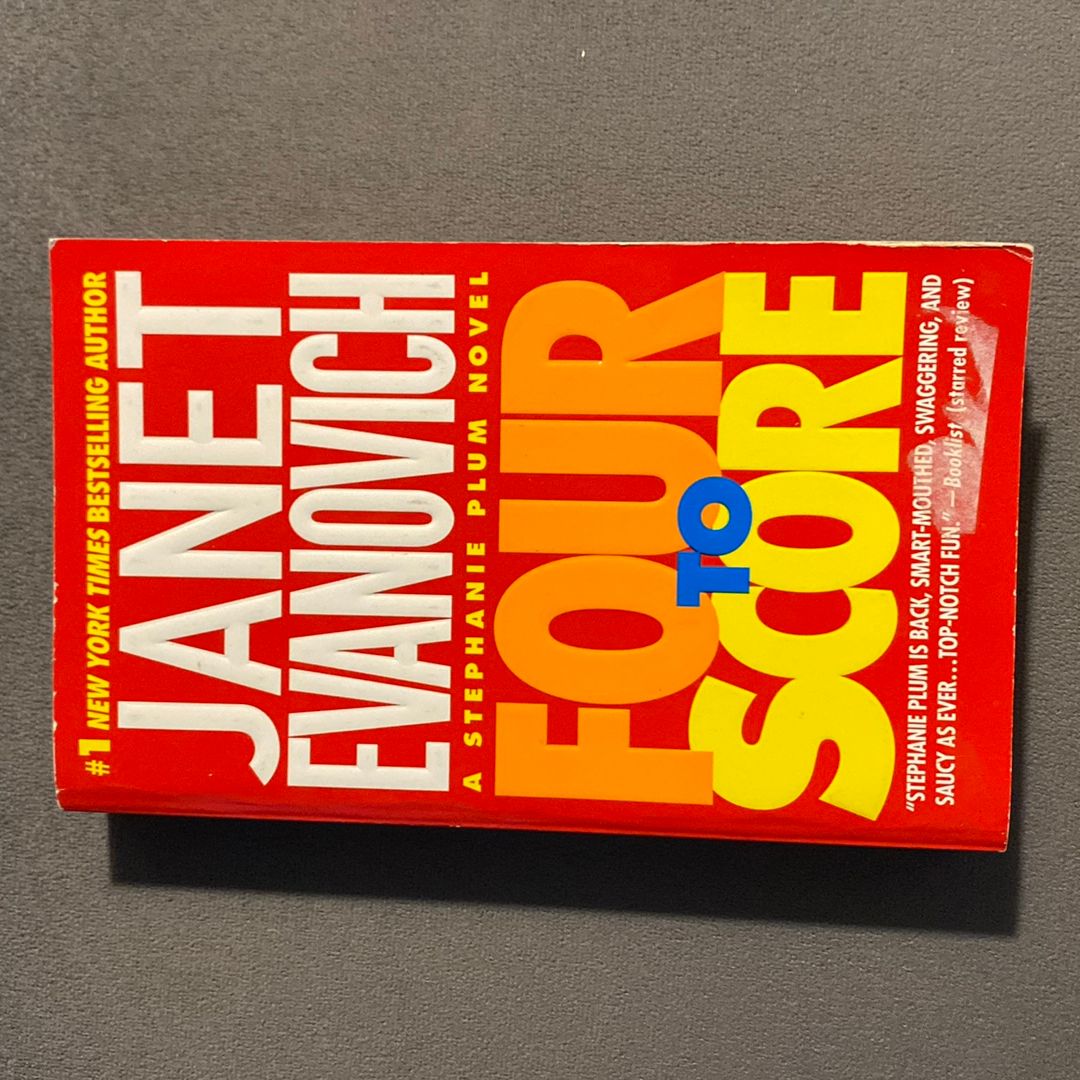 #1 NEW YORK TIMES BESTSELLING AUTHOR
JANET
EVANOVICH
A STEPHANIE PLUM NOVEL
FOUR
TO
SCORE
"STEPHANIE PLUM IS BACK, SMART-MOUTHED, SWAGGERING, AND
SAUCY AS EVER...TOP-NOTCH FUN." —Booklist (starred review)